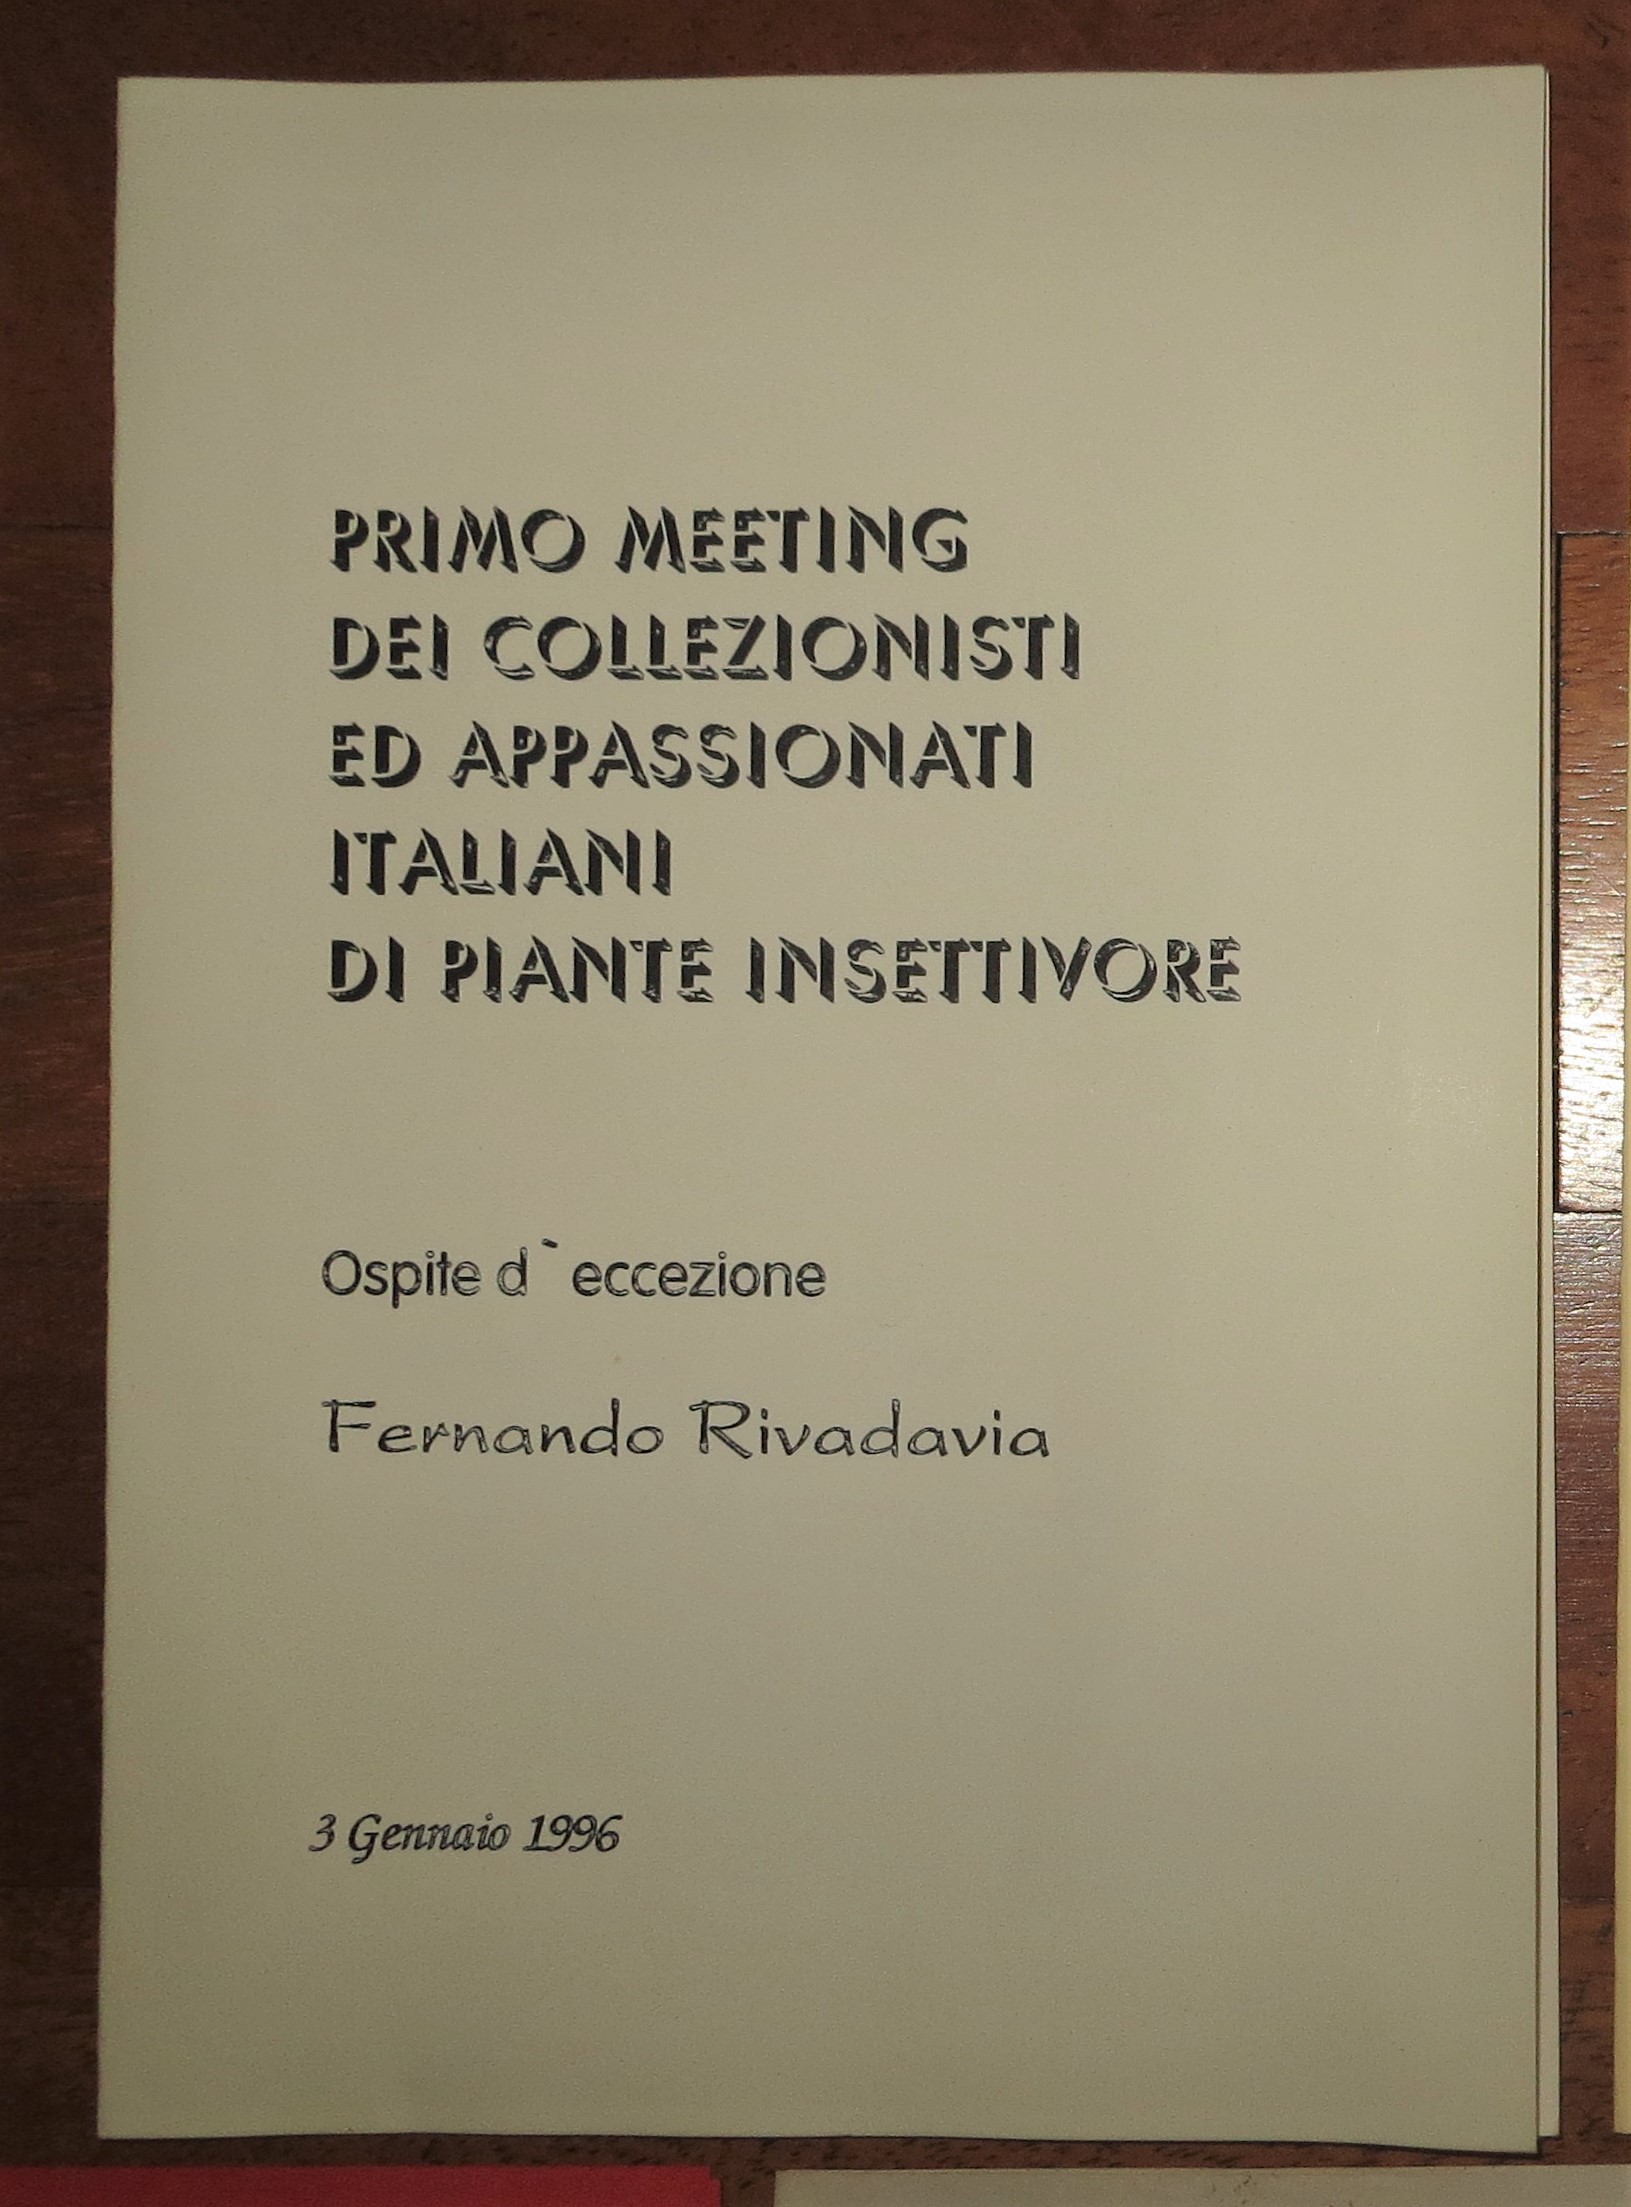 PRIMO MEETING
DEI COLLEZIONISTI
ED APPASSIONATI
ITALIANI
DI PIANTE INSETTIVORE
Ospite d` eccezione
Fernando Rivadavia
3 Gennaio 1996